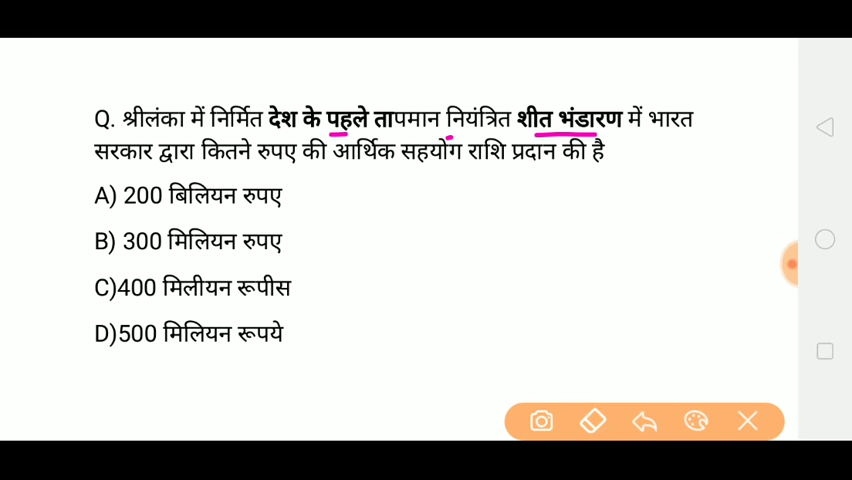 Q. श्रीलंका में निर्मित देश के पहले तापमान नियंत्रित शीत भंडारण में भारत
सरकार द्वारा कितने रुपए की आर्थिक सहयोग राशि प्रदान की है
A) 200 बिलियन रुपए
B) 300 मिलियन रुपए
C)400 मिलीयन रूपीस
D)500 मिलियन रूपये